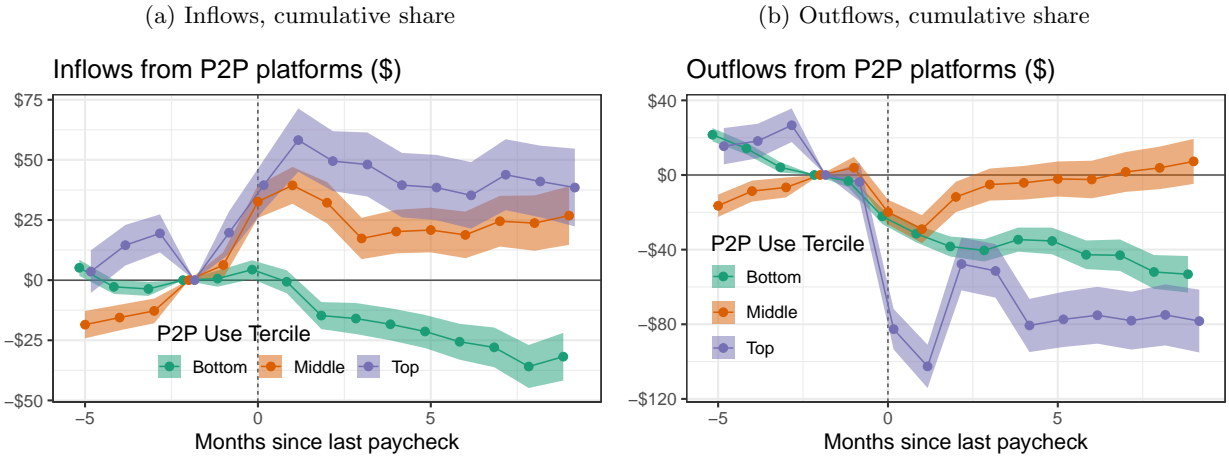 (a) Inflows, cumulative share
Inflows from P2P platforms ($)
$75
$50
$25
$0
−$25
−$50
P2P Use Tercile
Bottom
Middle
Top
−5
0
5
Months since last paycheck
(b) Outflows, cumulative share
Outflows from P2P platforms ($)
$40
$0
−$40
−$80
−$120
P2P Use Tercile
Bottom
Middle
Top
−5
0
5
Months since last paycheck